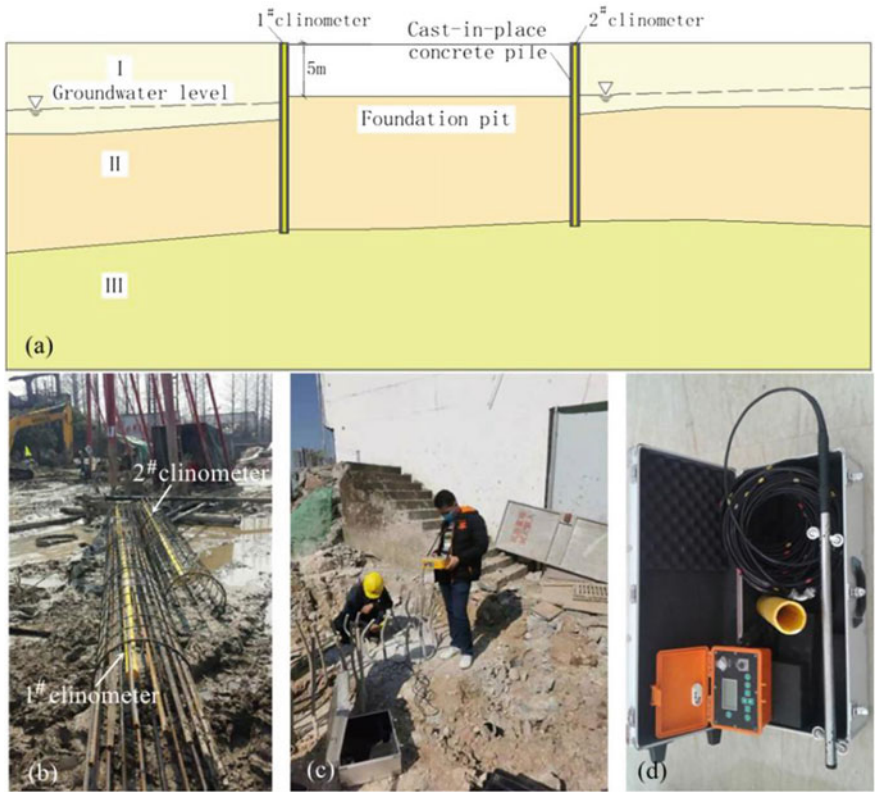 1#clinometer
Cast-in-place
concrete pile
2#clinometer
I
5m
Groundwater level
Foundation pit
II
III
(a)
2#clinometer
1#clinometer
(b)
(c)
(d)